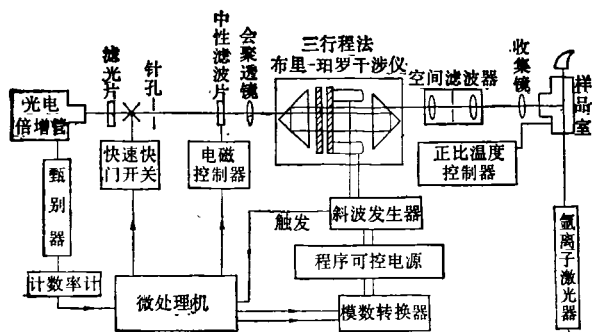 三行程法
布里-珀罗干涉仪
滤光片
针孔
中性滤波片
会聚透镜
空间滤波器
收集镜
样品室
光电
倍增管
快速快
门开关
电磁
控制器
正比温度
控制器
甄别器
触发
斜波发生器
程序可控电源
氩离子激光器
计数率计
微处理机
模数转换器